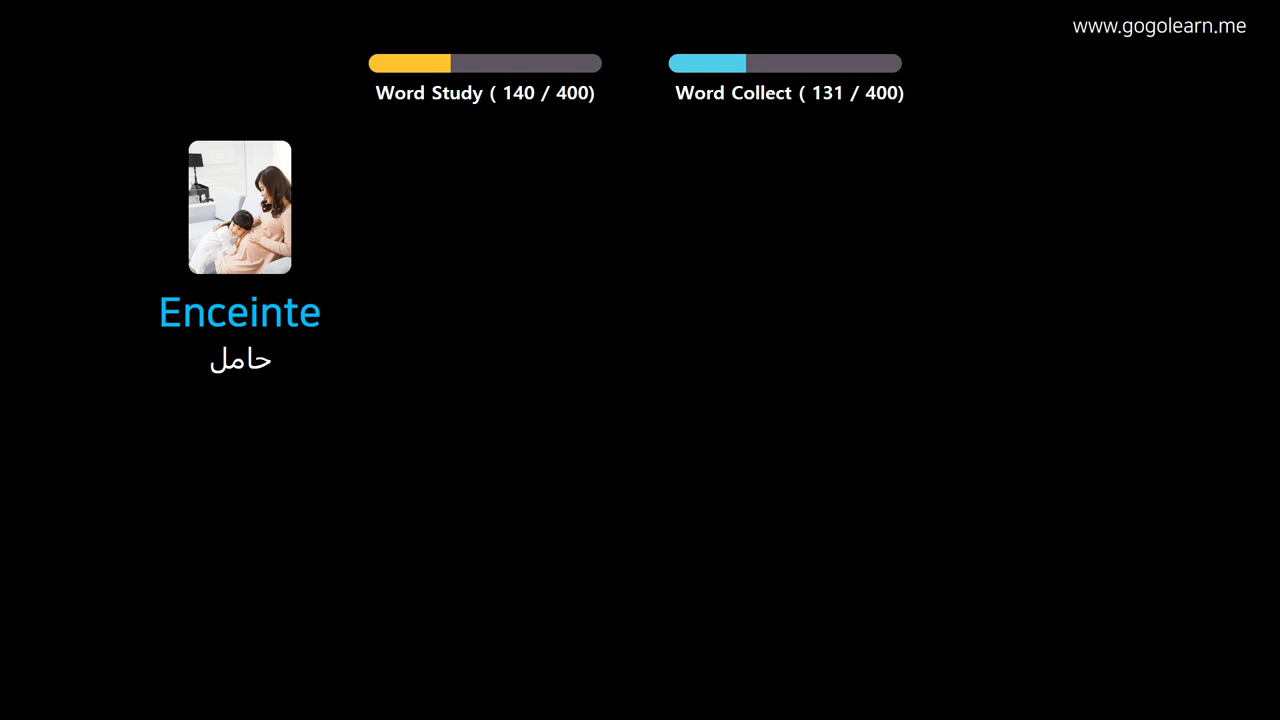 www.gogolearn.me
Word Study ( 140 / 400)
Word Collect ( 131 / 400)
Enceinte
حامل